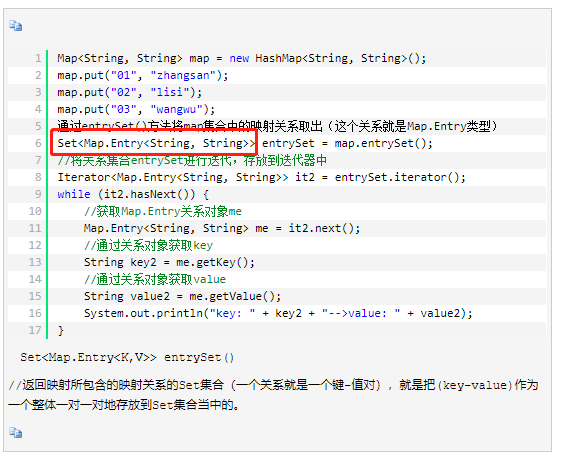 1 Map<String, String> map = new HashMap<String, String>();
2 map.put("01", "zhangsan");
3 map.put("02", "lisi");
4 map.put("03", "wangwu");
5 通过entrySet()方法将map集合中的映射关系取出（这个关系就是Map.Entry类型）
6 Set<Map.Entry<String, String>> entrySet = map.entrySet();
7 //将关系集合entrySet进行迭代，存放到迭代器中
8 Iterator<Map.Entry<String, String>> it2 = entrySet.iterator();
9 while (it2.hasNext()) {
10 //获取Map.Entry关系对象me
11 Map.Entry<String, String> me = it2.next();
12 //通过关系对象获取key
13 String key2 = me.getKey();
14 //通过关系对象获取value
15 String value2 = me.getValue();
16 System.out.println("key: " + key2 + "-->value: " + value2);
17 }
Set<Map.Entry<K,V>> entrySet()
//返回映射所包含的映射关系的Set集合（一个关系就是一个键-值对），就是把(key-value)作为
一个整体一对一对地存放到Set集合当中的。